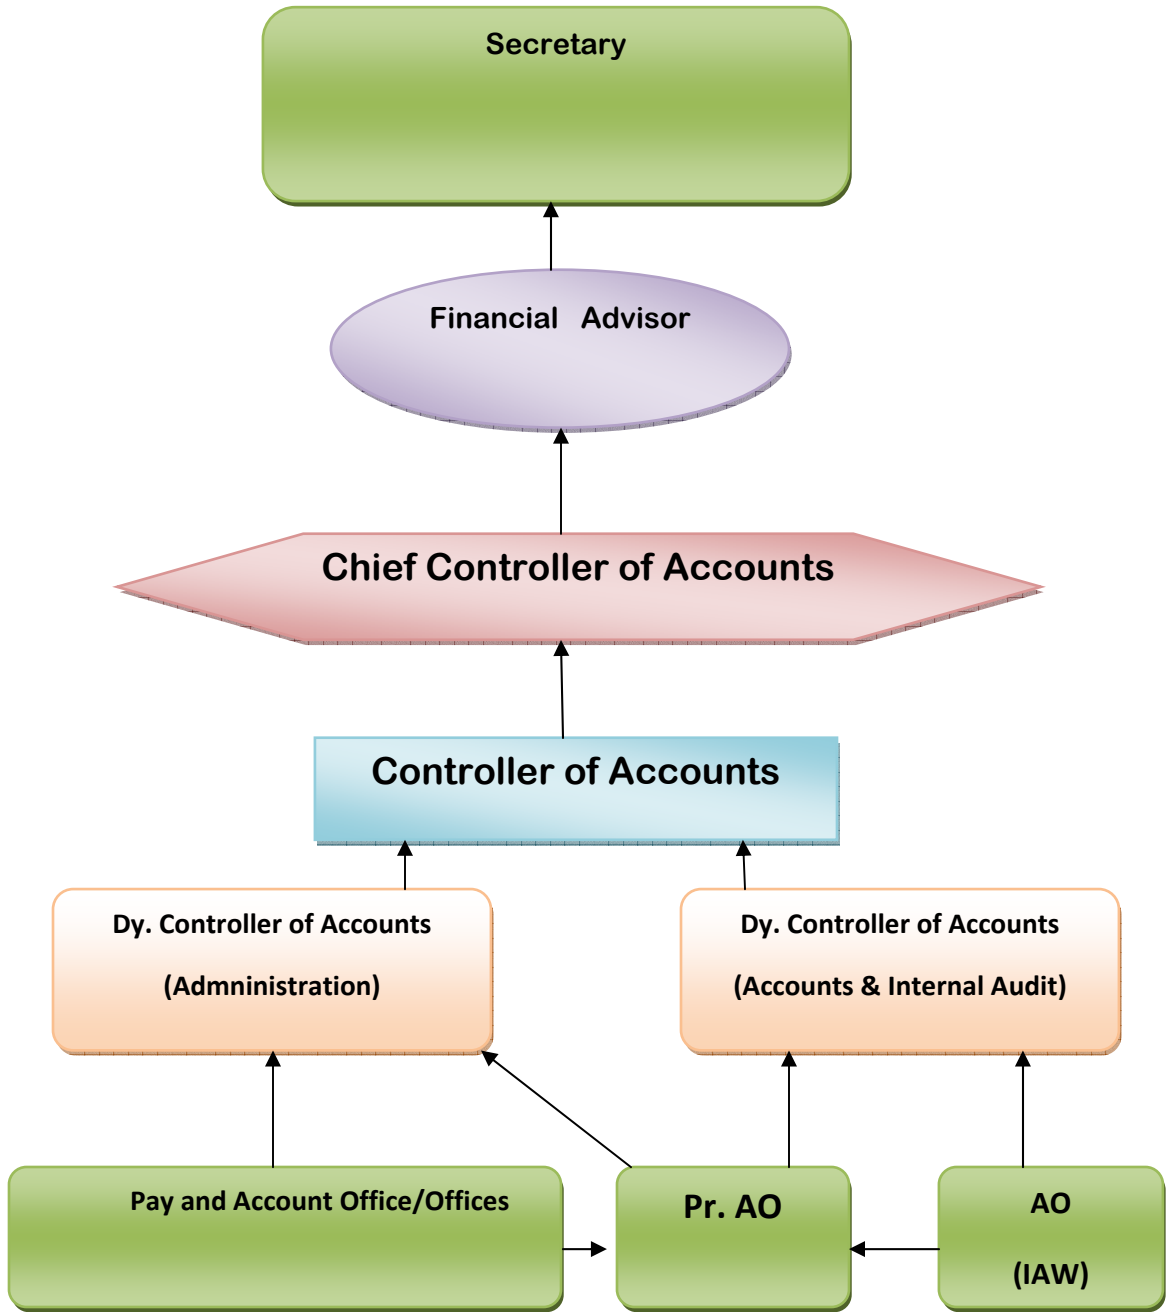 Secretary
Financial Advisor
Chief Controller of Accounts
Controller of Accounts
Dy. Controller of Accounts
(Admninistration)
Dy. Controller of Accounts
(Accounts & Internal Audit)
Pay and Account Office/Offices
Pr. AO
AO
(IAW)